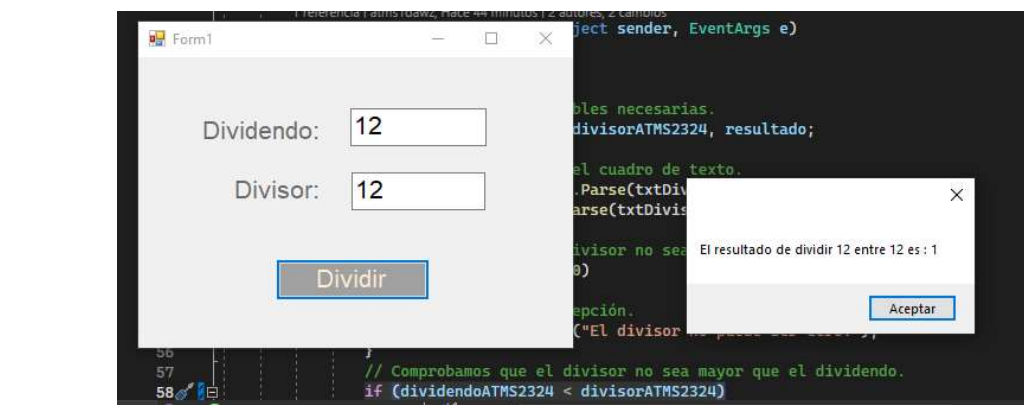 1 referencia | atms1dawz, Hace 44 minutos | 2 autores, 2 cambios
ject sender, EventArgs e)
Form1
bles necesarias.
Dividendo: 12
divisorATMS2324, resultado;
el cuadro de texto.
.Parse(txtDiv
Divisor: 12
arse(txtDivis
ivisor no sea
El resultado de dividir 12 entre 12 es : 1
0)
Dividir
epción.
Aceptar
("El divisor
56 }
57 // Comprobamos que el divisor no sea mayor que el dividendo.
58 if (dividendoATMS2324 < divisorATMS2324)